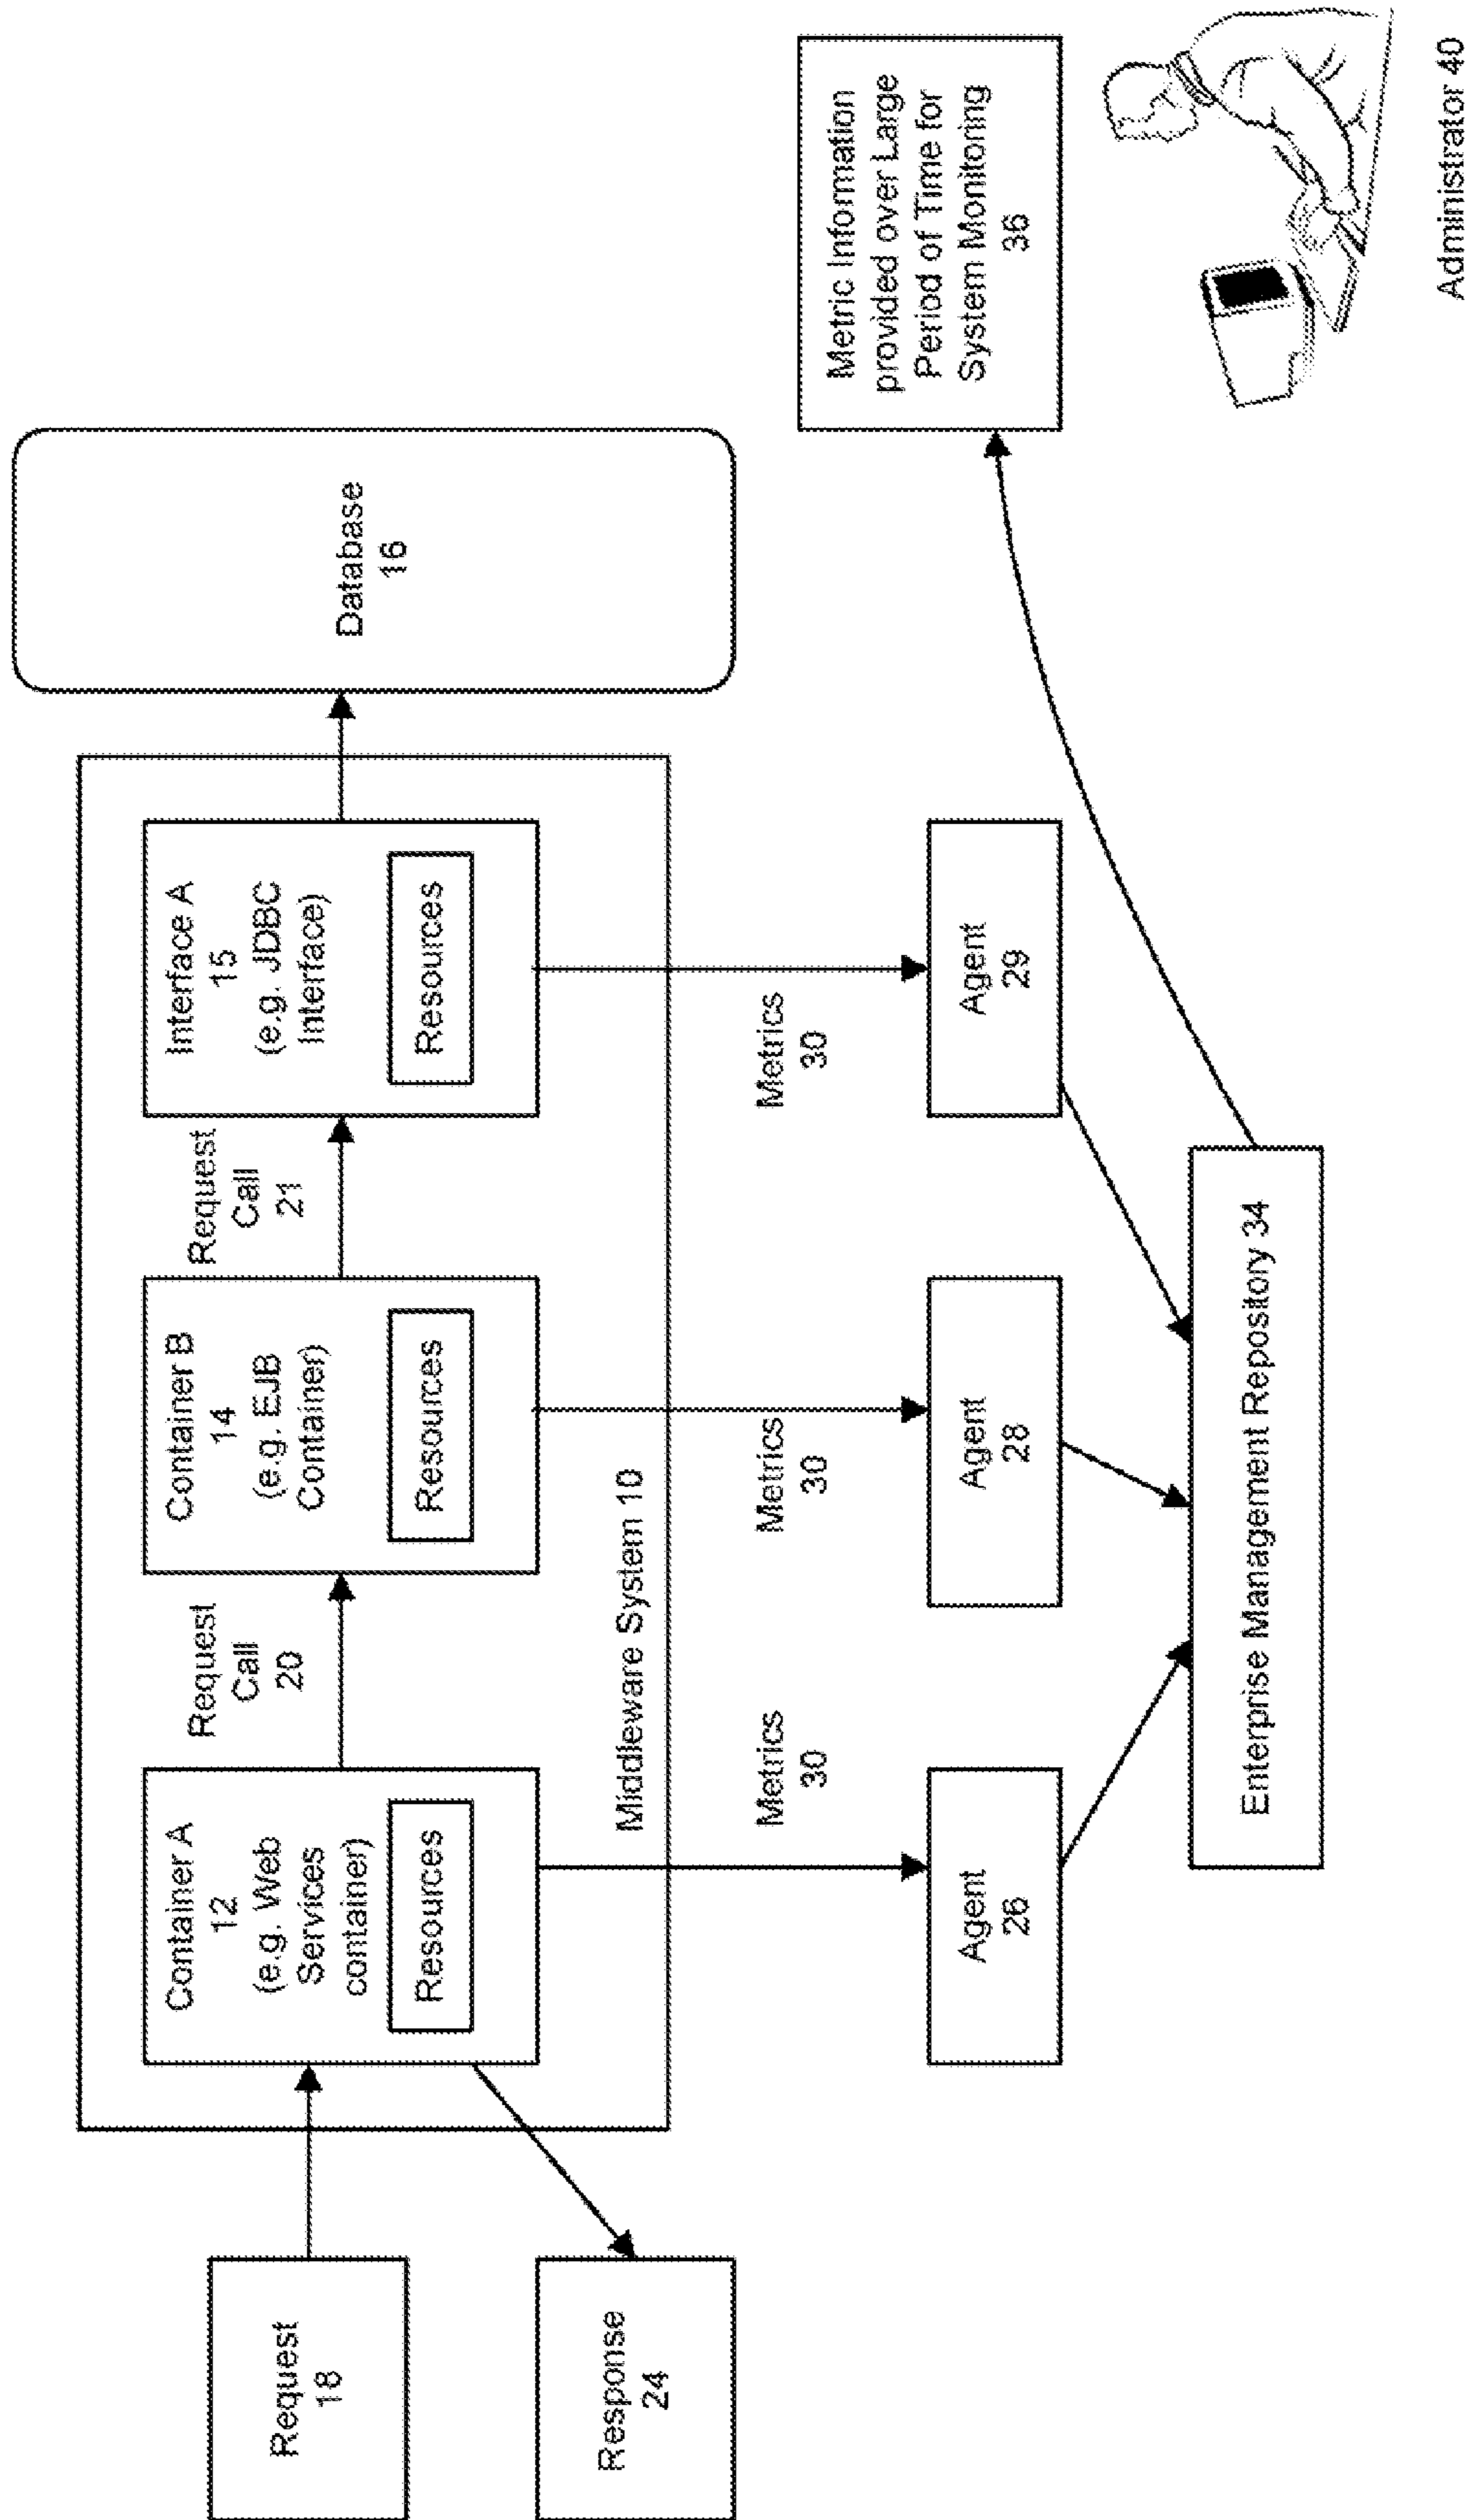 Request
18
Response
24
Container A
12
(e.g. Web
Services
container)
Resources
Request
Call
20
Container B
14
(e.g. EJB
Container)
Resources
Request
Call
21
Interface A
15
(e.g. JDBC
Interface)
Resources
Middleware System 10
Database
16
Metrics
30
Metrics
30
Metrics
30
Agent
26
Agent
28
Agent
29
Enterprise Management Repository 34
Metric Information
provided over Large
Period of Time for
System Monitoring
36
Administrator 40